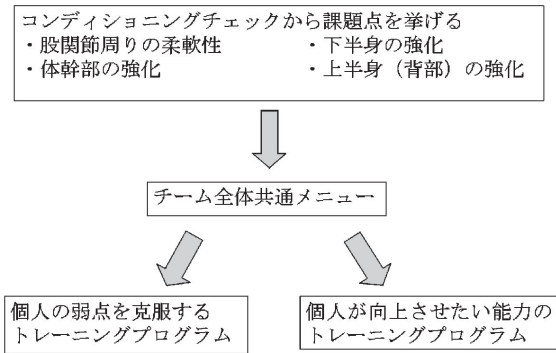 コンディショニングチェックから課題点を挙げる
・股関節周りの柔軟性　・下半身の強化
・体幹部の強化　・上半身（背部）の強化
チーム全体共通メニュー
個人の弱点を克服する
トレーニングプログラム
個人が向上させたい能力の
トレーニングプログラム